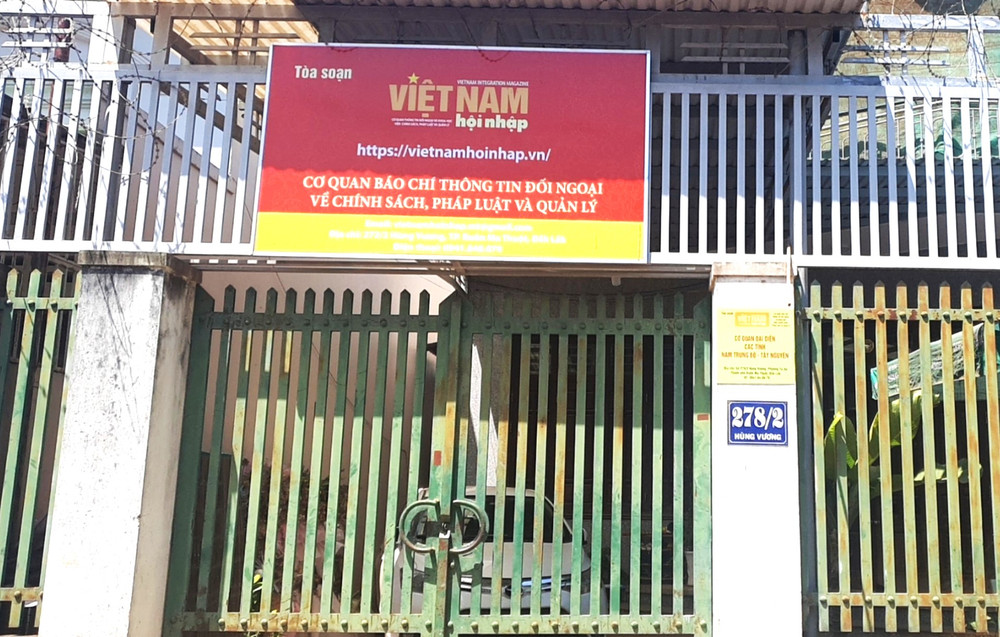 Tòa soạn
VIETNAM INTEGRATION MAGAZINE
VIỆT NAM
hội nhập
https://vietnamhoinhap.vn/
CƠ QUAN BÁO CHÍ THÔNG TIN ĐỐI NGOẠI
VỀ CHÍNH SÁCH, PHÁP LUẬT VÀ QUẢN LÝ
VIỆT NAM
CƠ QUAN ĐẠI DIỆN
CÁC TỈNH
NAM TRUNG BỘ - TÂY NGUYÊN
278/2
HÙNG VƯƠNG